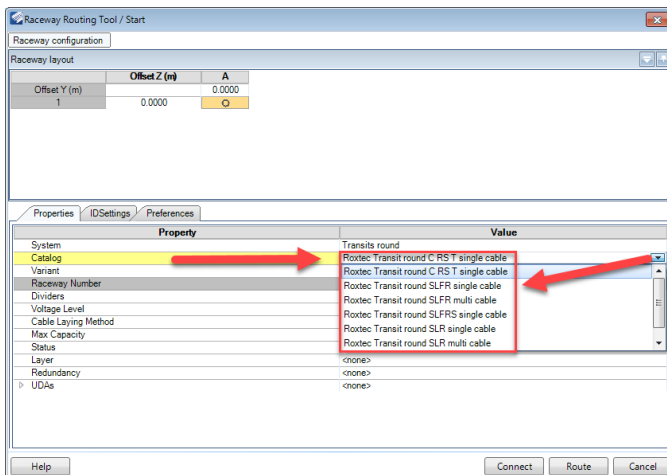 Raceway Routing Tool / Start
Raceway configuration
Raceway layout
Offset Z (m) A
Offset Y (m) 0.0000
1 0.0000
Properties IDSettings Preferences
Property Value
System Transits round
Catalog Roxtec Transit round C RS T single cable
Variant Roxtec Transit round C RS T single cable
Raceway Number Roxtec Transit round SLFR single cable
Dividers Roxtec Transit round SLFR multi cable
Voltage Level Roxtec Transit round SLFRS single cable
Cable Laying Method Roxtec Transit round SLR single cable
Max Capacity Roxtec Transit round SLR multi cable
Status
Layer <none>
Redundancy <none>
UDAs <none>
Help Connect Route Cancel